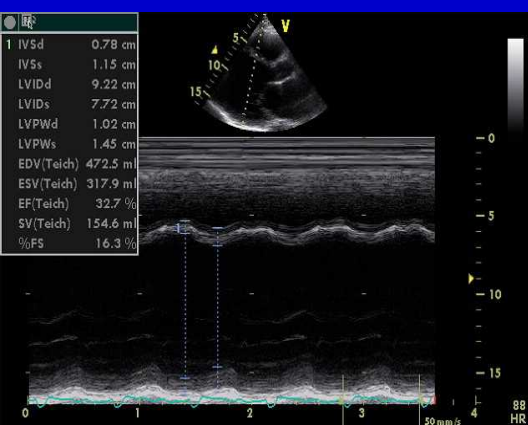 V
5
10
15
1 IVSd 0.78 cm
IVSs 1.15 cm
LVIDd 9.22 cm
LVIDs 7.72 cm
LVPWd 1.02 cm
LVPWs 1.45 cm
EDV(Teich) 472.5 ml
ESV(Teich) 317.9 ml
EF(Teich) 32.7 %
SV(Teich) 154.6 ml
%FS 16.3 %
0
5
10
15
0 1 2 3 4
50 mm/s
88
HR